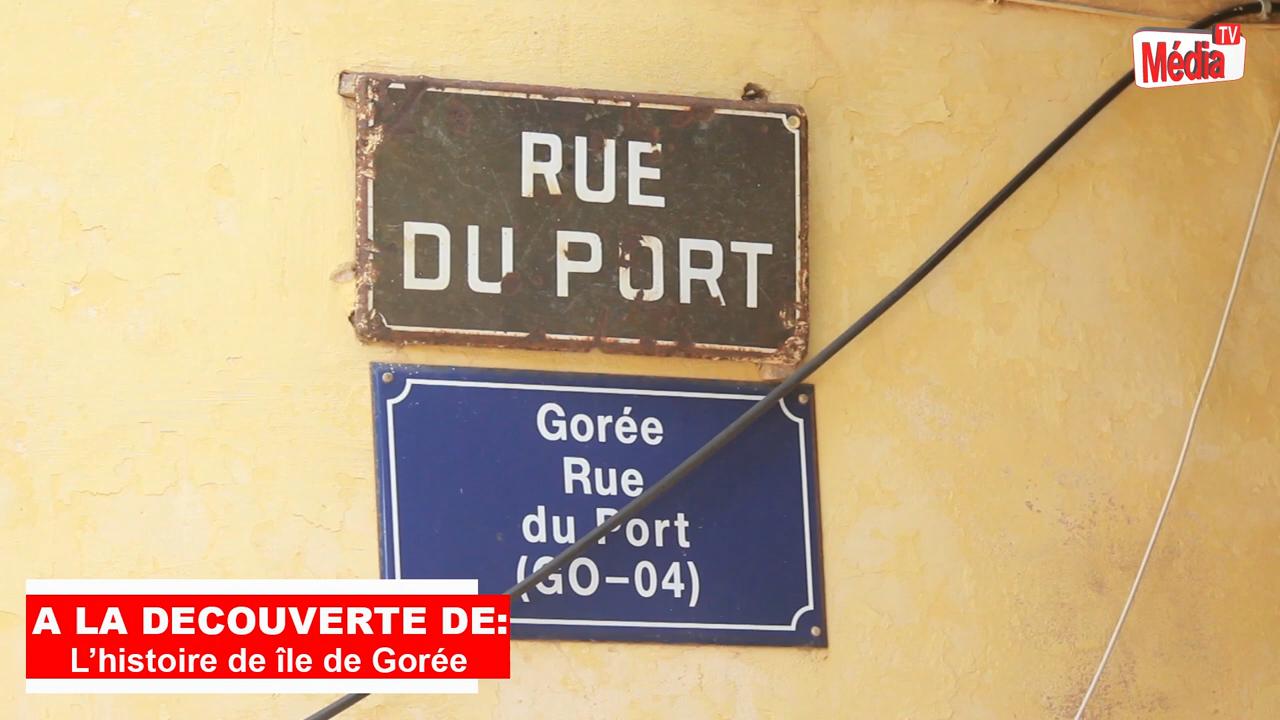 Média TV
RUE
DU PORT
Gorée
Rue
du Port
(GO-04)
A LA DECOUVERTE DE:
L’histoire de île de Gorée